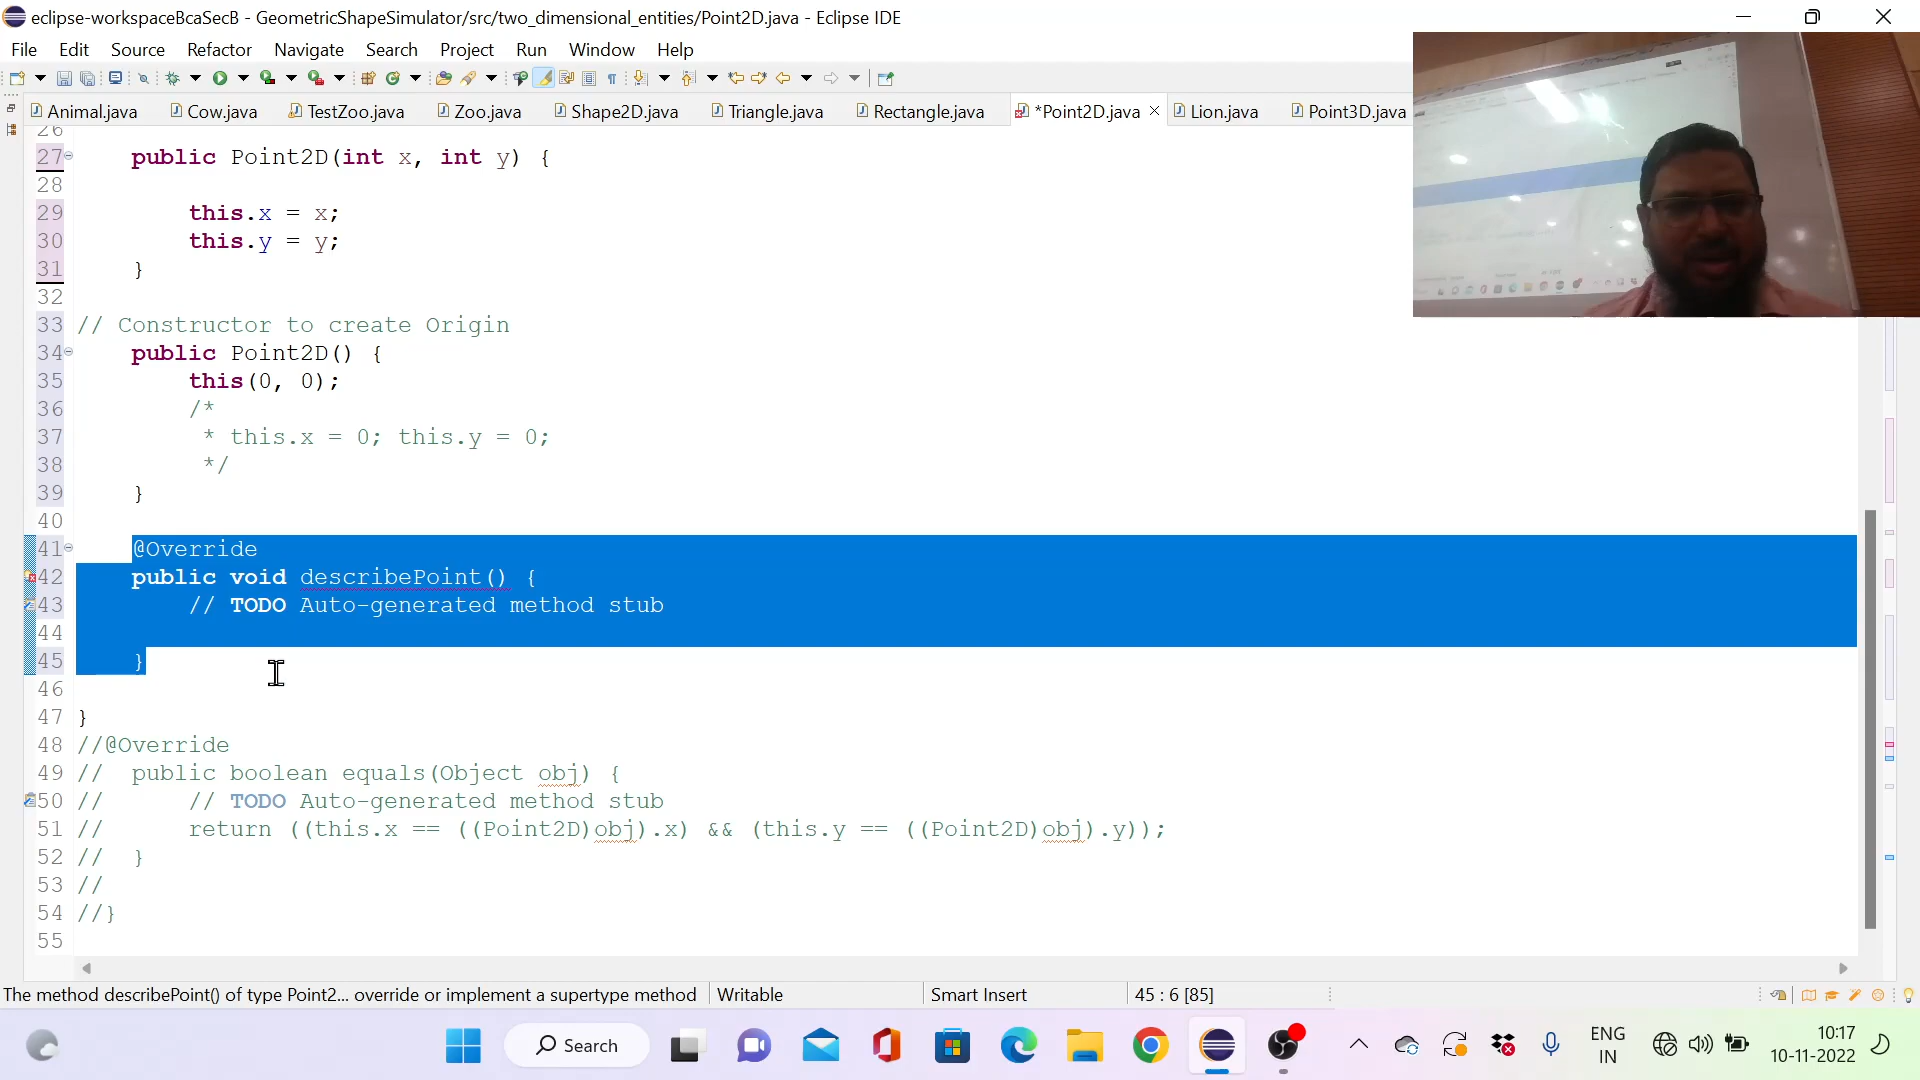 eclipse-workspaceBcaSecB - GeometricShapeSimulator/src/two_dimensional_entities/Point2D.java - Eclipse IDE
File Edit Source Refactor Navigate Search Project Run Window Help
Animal.java Cow.java TestZoo.java Zoo.java Shape2D.java Triangle.java Rectangle.java *Point2D.java Lion.java Point3D.java
26
27 public Point2D(int x, int y) {
28
29 this.x = x;
30 this.y = y;
31 }
32
33 // Constructor to create Origin
34 public Point2D() {
35 this(0, 0);
36 /*
37 * this.x = 0; this.y = 0;
38 */
39 }
40
41 @Override
42 public void describePoint() {
43 // TODO Auto-generated method stub
44
45 }
46
47 }
48 //@Override
49 // public boolean equals(Object obj) {
50 // // TODO Auto-generated method stub
51 // return ((this.x == ((Point2D)obj).x) && (this.y == ((Point2D)obj).y));
52 // }
53 //
54 //}
55
The method describePoint() of type Point2... override or implement a supertype method Writable Smart Insert 45 : 6 [85]
Search ENG IN 10:17 10-11-2022